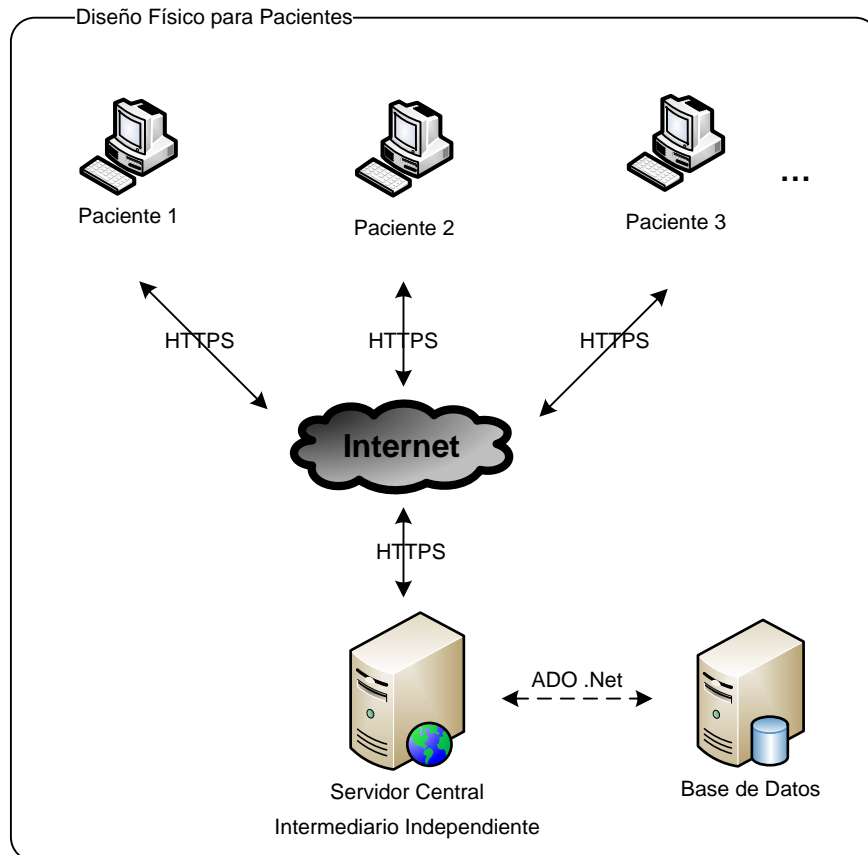 Diseño Físico para Pacientes
Paciente 1
Paciente 2
Paciente 3
...
HTTPS
HTTPS
HTTPS
Internet
HTTPS
ADO .Net
Servidor Central
Intermediario Independiente
Base de Datos